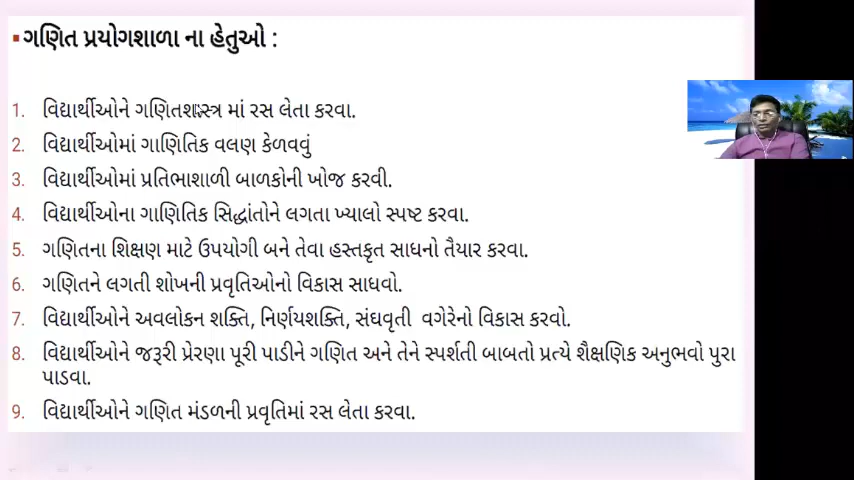 ▪ગણિત પ્રયોગશાળા ના હેતુઓ :
1. વિદ્યાર્થીઓને ગણિતશાસ્ત્ર માં રસ લેતા કરવા.
2. વિદ્યાર્થીઓમાં ગાણિતિક વલણ કેળવવું
3. વિદ્યાર્થીઓમાં પ્રતિભાશાળી બાળકોની ખોજ કરવી.
4. વિદ્યાર્થીઓના ગાણિતિક સિદ્ધાંતોને લગતા ખ્યાલો સ્પષ્ટ કરવા.
5. ગણિતના શિક્ષણ માટે ઉપયોગી બને તેવા હસ્તકૃત સાધનો તૈયાર કરવા.
6. ગણિતને લગતી શોખની પ્રવૃતિઓનો વિકાસ સાધવો.
7. વિદ્યાર્થીઓને અવલોકન શક્તિ, નિર્ણયશક્તિ, સંઘવૃતી વગેરેનો વિકાસ કરવો.
8. વિદ્યાર્થીઓને જરૂરી પ્રેરણા પૂરી પાડીને ગણિત અને તેને સ્પર્શતી બાબતો પ્રત્યે શૈક્ષણિક અનુભવો પુરા
પાડવા.
9. વિદ્યાર્થીઓને ગણિત મંડળની પ્રવૃતિમાં રસ લેતા કરવા.